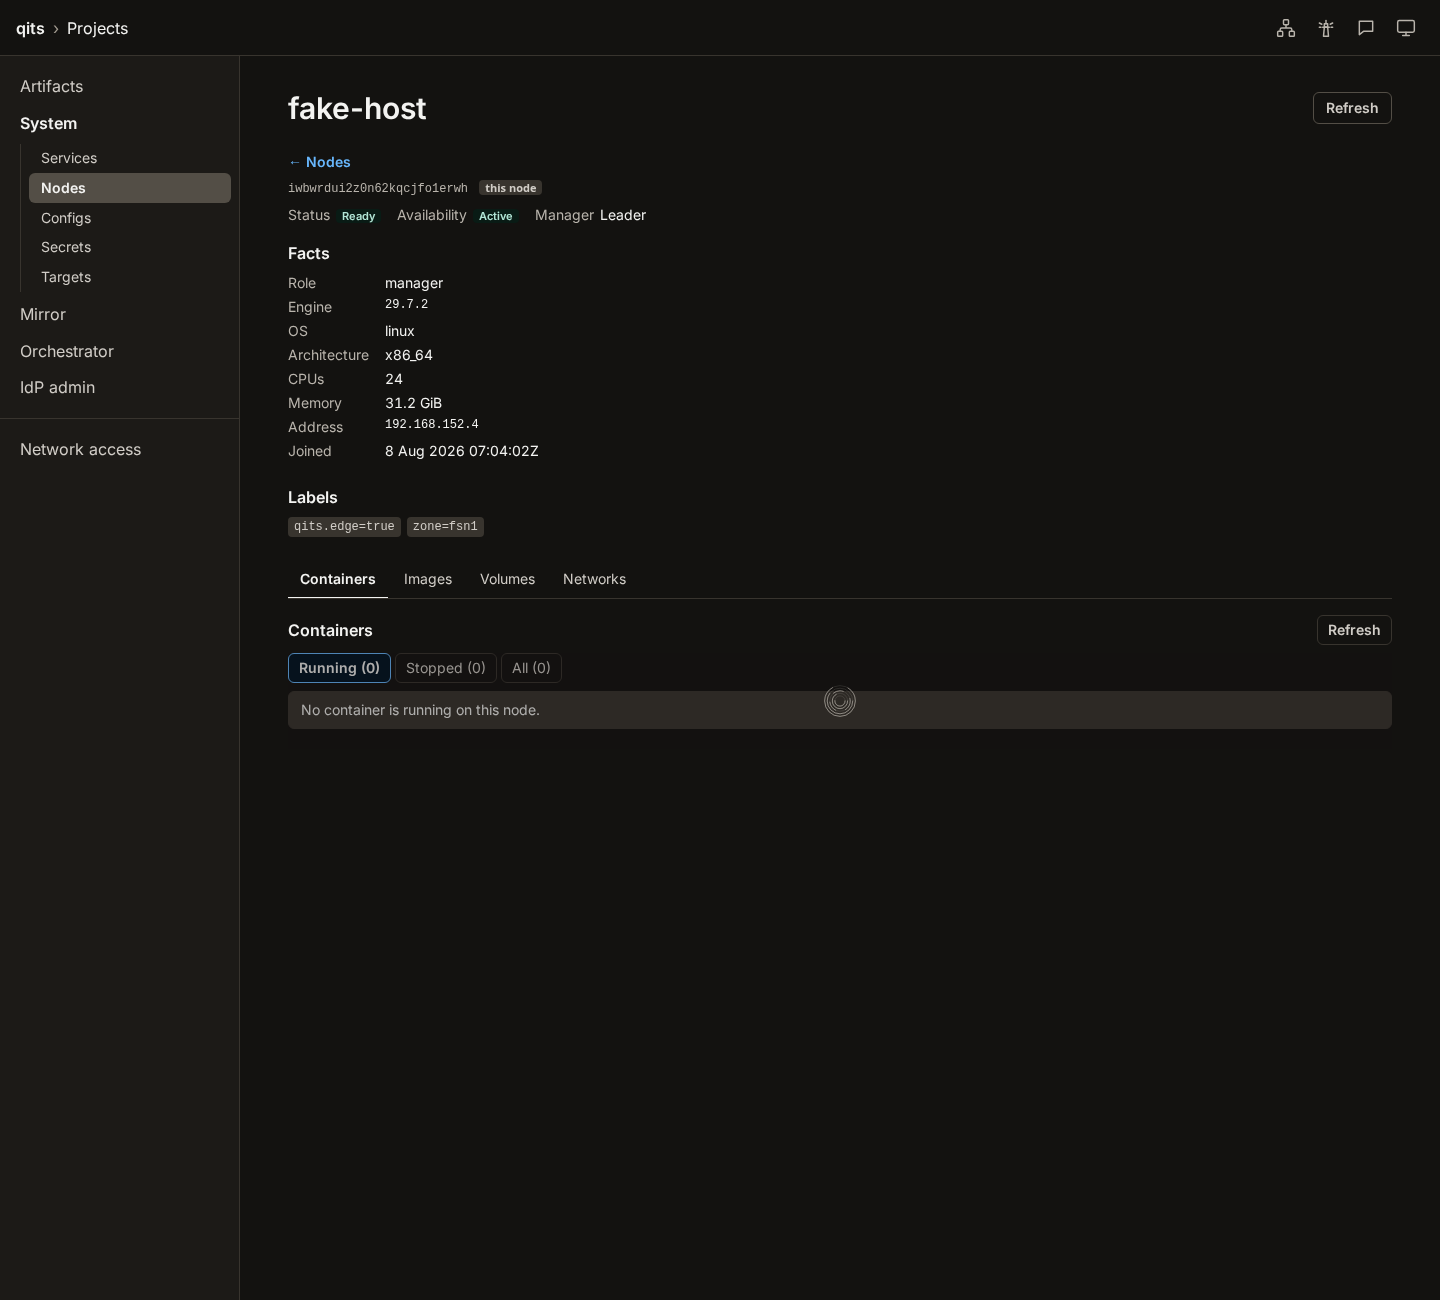 qits › Projects
Artifacts
System
Services
Nodes
Configs
Secrets
Targets
Mirror
Orchestrator
IdP admin
Network access
fake-host
Refresh
← Nodes
iwbwrdui2z0n62kqcjfo1erwh this node
Status Ready Availability Active Manager Leader
Facts
Role manager
Engine 29.7.2
OS linux
Architecture x86_64
CPUs 24
Memory 31.2 GiB
Address 192.168.152.4
Joined 8 Aug 2026 07:04:02Z
Labels
qits.edge=true zone=fsn1
Containers Images Volumes Networks
Containers Refresh
Running (0) Stopped (0) All (0)
No container is running on this node.